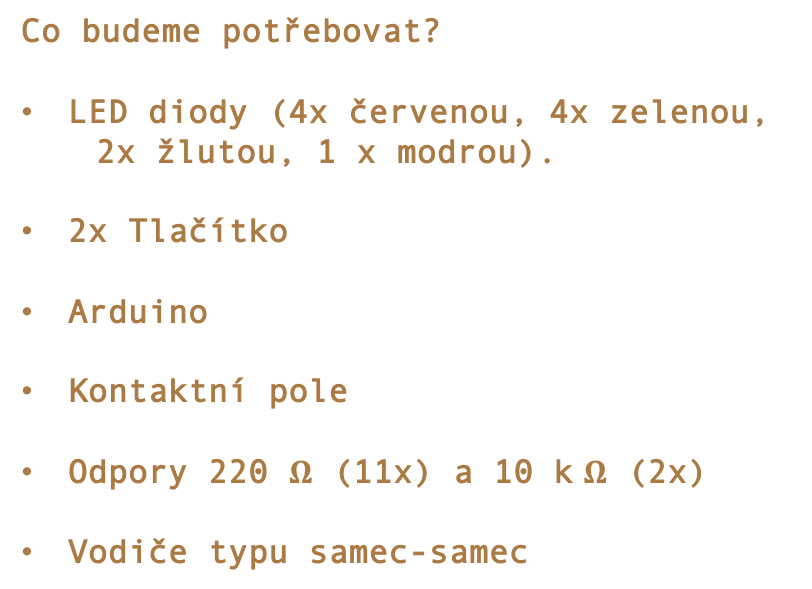 Co budeme potřebovat?
• LED diody (4x červenou, 4x zelenou,
2x žlutou, 1 x modrou).
• 2x Tlačítko
• Arduino
• Kontaktní pole
• Odpory 220 Ω (11x) a 10 k Ω (2x)
• Vodiče typu samec-samec